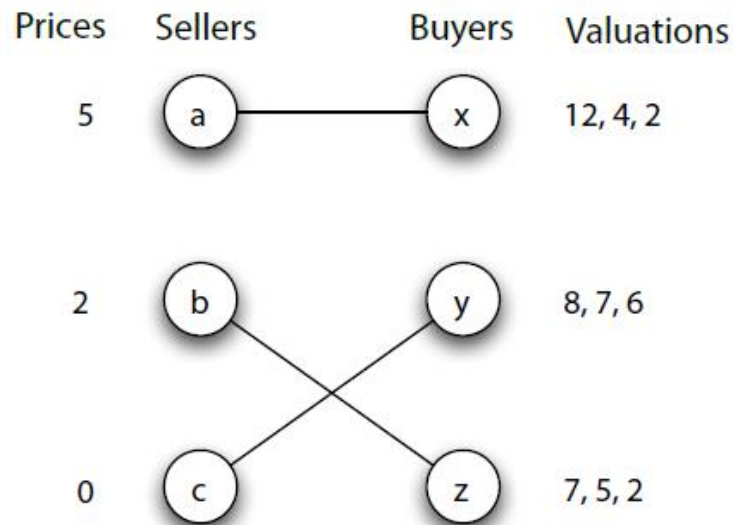 Prices Sellers Buyers Valuations
5 a x 12, 4, 2
2 b y 8, 7, 6
0 c z 7, 5, 2